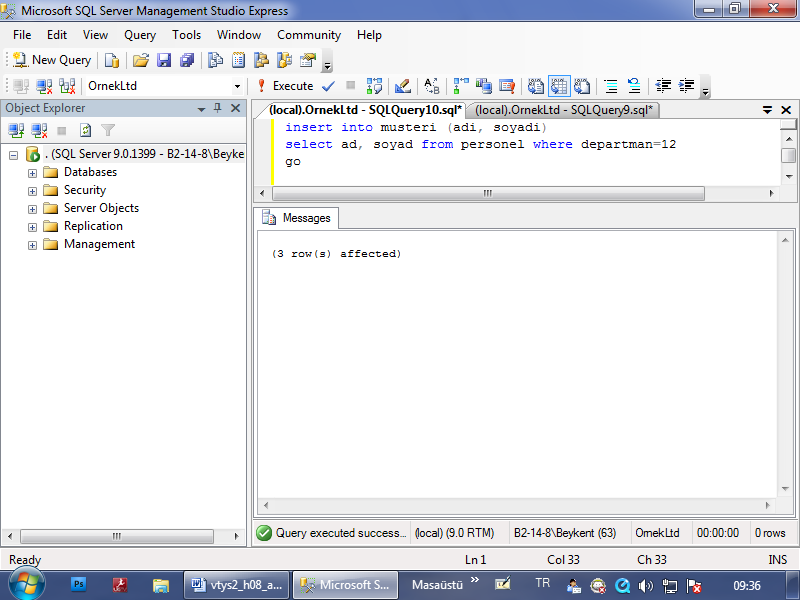 Microsoft SQL Server Management Studio Express
File Edit View Query Tools Window Community Help
New Query
OrnekLtd Execute
Object Explorer
(local).OrnekLtd - SQLQuery10.sql* (local).OrnekLtd - SQLQuery9.sql*
insert into musteri (adi, soyadi)
select ad, soyad from personel where departman=12
go
. (SQL Server 9.0.1399 - B2-14-8\Beyke
Databases
Security
Server Objects
Replication
Management
Messages
(3 row(s) affected)
Query executed success... (local) (9.0 RTM) B2-14-8\Beykent (63) OrnekLtd 00:00:00 0 rows
Ready Ln 1 Col 33 Ch 33 INS
Ps vtys2_h08_a... Microsoft S... Masaüstü » TR 09:36